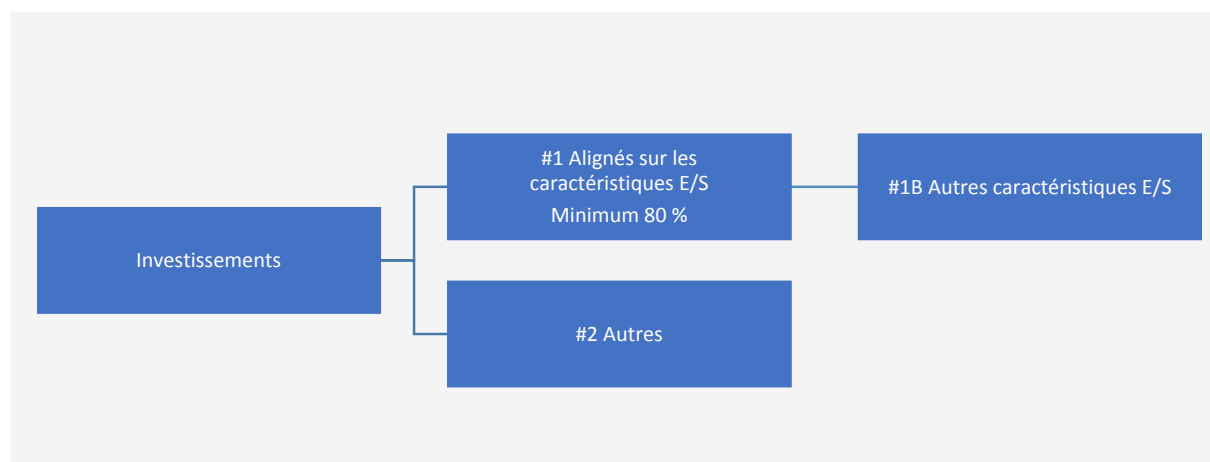 #1 Alignés sur les
caractéristiques E/S
Minimum 80 %
#1B Autres caractéristiques E/S
Investissements
#2 Autres